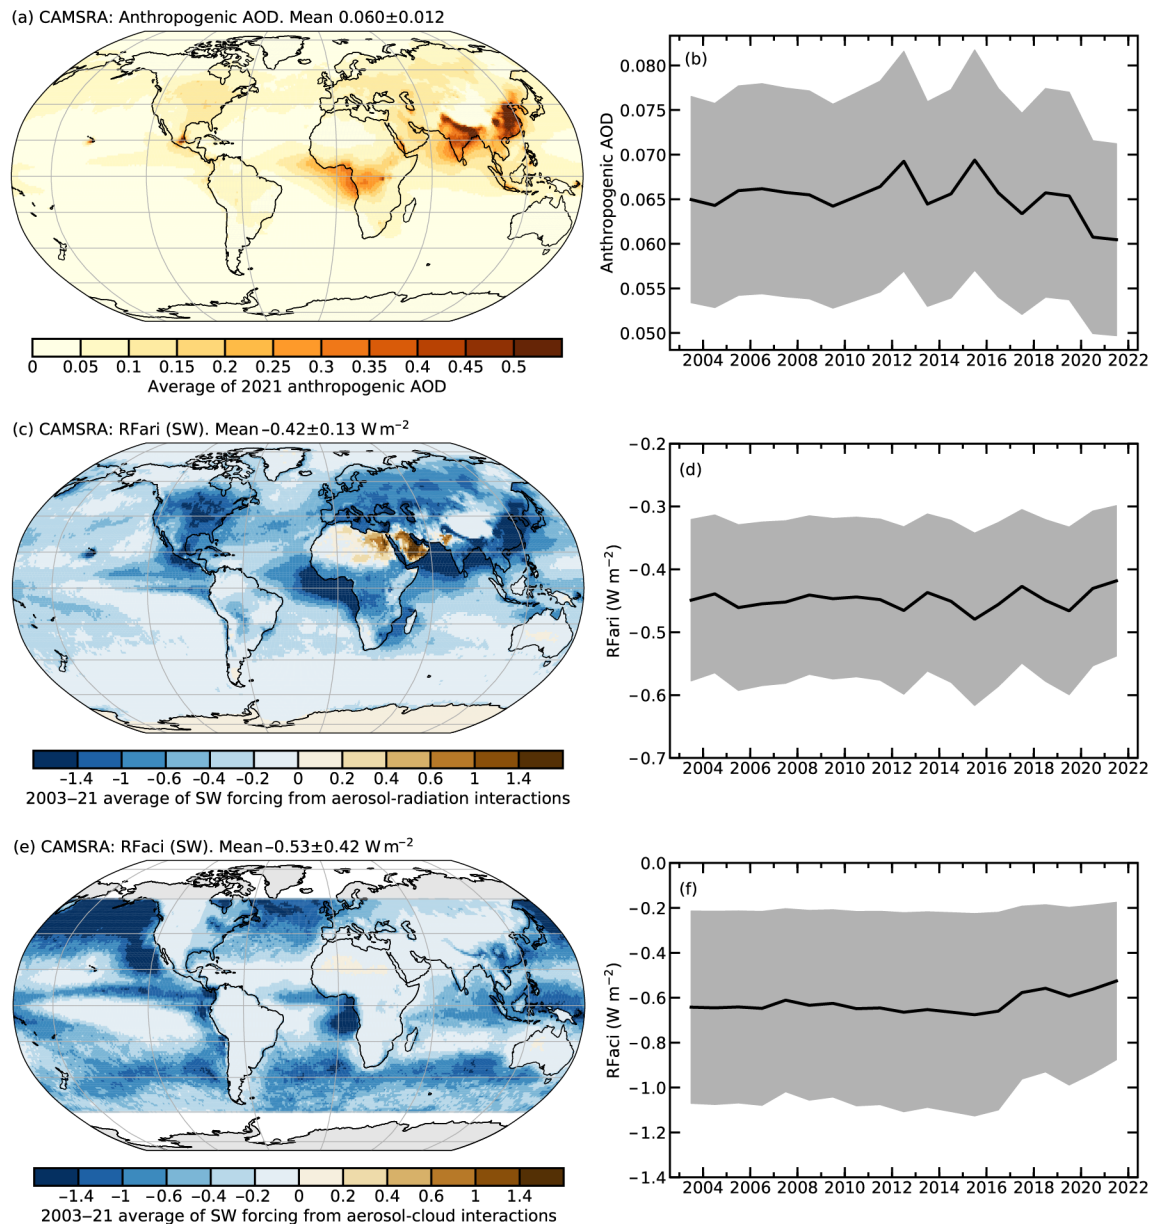 (a) CAMSRA: Anthropogenic AOD. Mean 0.060±0.012
0 0.05 0.1 0.15 0.2 0.25 0.3 0.35 0.4 0.45 0.5
Average of 2021 anthropogenic AOD
(b)
Anthropogenic AOD
0.080
0.075
0.070
0.065
0.060
0.055
0.050
2004 2006 2008 2010 2012 2014 2016 2018 2020 2022
(c) CAMSRA: RFari (SW). Mean −0.42±0.13 W m⁻²
−1.4 −1 −0.6 −0.4 −0.2 0 0.2 0.4 0.6 1 1.4
2003–21 average of SW forcing from aerosol-radiation interactions
(d)
RFari (W m⁻²)
−0.2
−0.3
−0.4
−0.5
−0.6
−0.7
2004 2006 2008 2010 2012 2014 2016 2018 2020 2022
(e) CAMSRA: RFaci (SW). Mean −0.53±0.42 W m⁻²
−1.4 −1 −0.6 −0.4 −0.2 0 0.2 0.4 0.6 1 1.4
2003–21 average of SW forcing from aerosol-cloud interactions
(f)
RFaci (W m⁻²)
0.0
−0.2
−0.4
−0.6
−0.8
−1.0
−1.2
−1.4
2004 2006 2008 2010 2012 2014 2016 2018 2020 2022